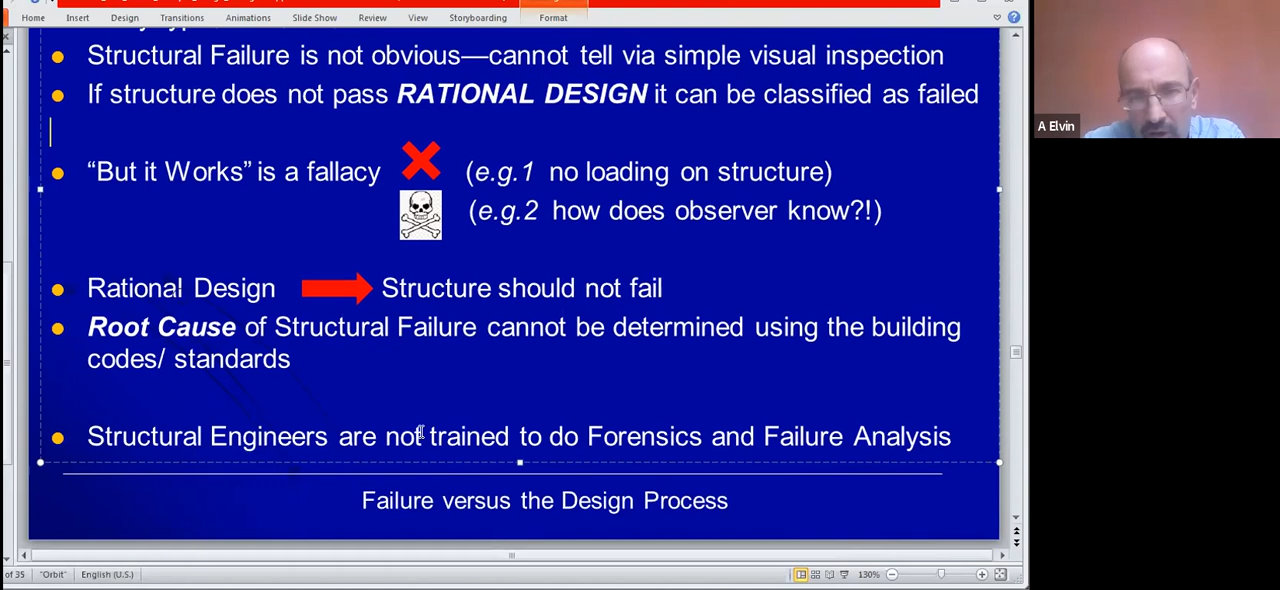 Home Insert Design Transitions Animations Slide Show Review View Storyboarding Format
Structural Failure is not obvious—cannot tell via simple visual inspection
If structure does not pass RATIONAL DESIGN it can be classified as failed
“But it Works” is a fallacy (e.g.1 no loading on structure)
(e.g.2 how does observer know?!)
Rational Design Structure should not fail
Root Cause of Structural Failure cannot be determined using the building
codes/ standards
Structural Engineers are not trained to do Forensics and Failure Analysis
Failure versus the Design Process
of 35 "Orbit" English (U.S.) 130%
A Elvin